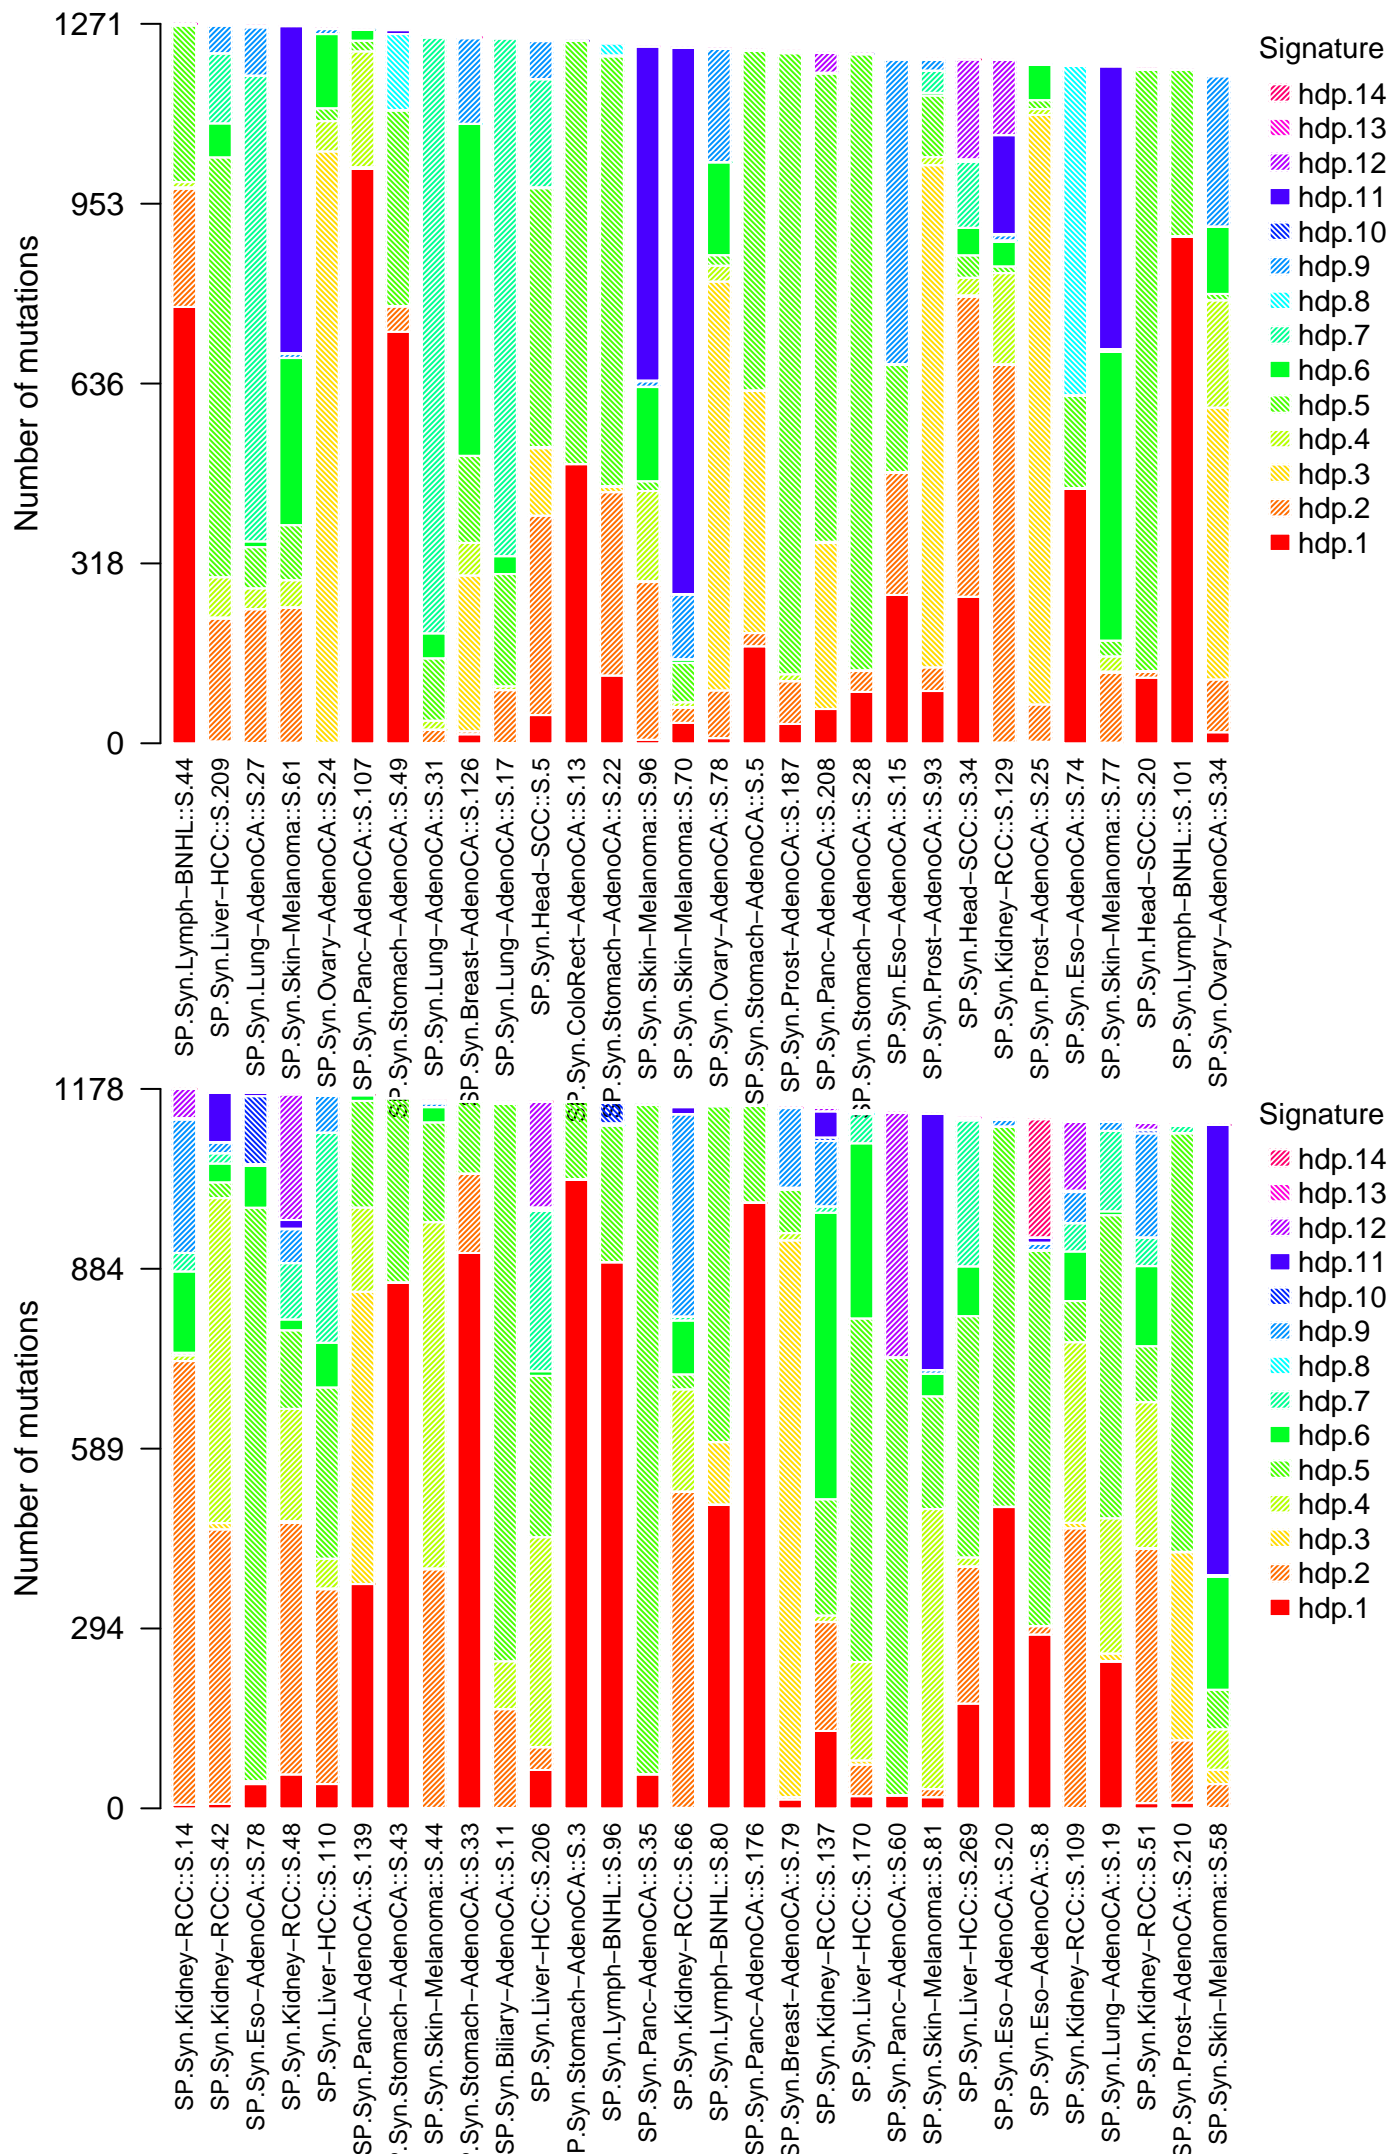 Number of mutations
1271
953
636
318
0
Signature
hdp.14
hdp.13
hdp.12
hdp.11
hdp.10
hdp.9
hdp.8
hdp.7
hdp.6
hdp.5
hdp.4
hdp.3
hdp.2
hdp.1
SP.Syn.Lymph−BNHL::S.44
SP.Syn.Liver−HCC::S.209
SP.Syn.Lung−AdenoCA::S.27
SP.Syn.Skin−Melanoma::S.61
SP.Syn.Ovary−AdenoCA::S.24
SP.Syn.Panc−AdenoCA::S.107
SP.Syn.Stomach−AdenoCA::S.49
SP.Syn.Lung−AdenoCA::S.31
SP.Syn.Breast−AdenoCA::S.126
SP.Syn.Lung−AdenoCA::S.17
SP.Syn.Head−SCC::S.5
SP.Syn.ColoRect−AdenoCA::S.13
SP.Syn.Stomach−AdenoCA::S.22
SP.Syn.Skin−Melanoma::S.96
SP.Syn.Skin−Melanoma::S.70
SP.Syn.Ovary−AdenoCA::S.78
SP.Syn.Stomach−AdenoCA::S.5
SP.Syn.Prost−AdenoCA::S.187
SP.Syn.Panc−AdenoCA::S.208
SP.Syn.Stomach−AdenoCA::S.28
SP.Syn.Eso−AdenoCA::S.15
SP.Syn.Prost−AdenoCA::S.93
SP.Syn.Head−SCC::S.34
SP.Syn.Kidney−RCC::S.129
SP.Syn.Prost−AdenoCA::S.25
SP.Syn.Eso−AdenoCA::S.74
SP.Syn.Skin−Melanoma::S.77
SP.Syn.Head−SCC::S.20
SP.Syn.Lymph−BNHL::S.101
SP.Syn.Ovary−AdenoCA::S.34
Number of mutations
1178
884
589
294
0
Signature
hdp.14
hdp.13
hdp.12
hdp.11
hdp.10
hdp.9
hdp.8
hdp.7
hdp.6
hdp.5
hdp.4
hdp.3
hdp.2
hdp.1
SP.Syn.Kidney−RCC::S.14
SP.Syn.Kidney−RCC::S.42
SP.Syn.Eso−AdenoCA::S.78
SP.Syn.Kidney−RCC::S.48
SP.Syn.Liver−HCC::S.110
SP.Syn.Panc−AdenoCA::S.139
P.Syn.Stomach−AdenoCA::S.43
SP.Syn.Skin−Melanoma::S.44
SP.Syn.Stomach−AdenoCA::S.33
SP.Syn.Biliary−AdenoCA::S.11
SP.Syn.Liver−HCC::S.206
P.Syn.Stomach−AdenoCA::S.3
SP.Syn.Lymph−BNHL::S.96
SP.Syn.Panc−AdenoCA::S.35
SP.Syn.Kidney−RCC::S.66
SP.Syn.Lymph−BNHL::S.80
SP.Syn.Panc−AdenoCA::S.176
SP.Syn.Breast−AdenoCA::S.79
SP.Syn.Kidney−RCC::S.137
SP.Syn.Liver−HCC::S.170
SP.Syn.Panc−AdenoCA::S.60
SP.Syn.Skin−Melanoma::S.81
SP.Syn.Liver−HCC::S.269
SP.Syn.Eso−AdenoCA::S.20
SP.Syn.Eso−AdenoCA::S.8
SP.Syn.Kidney−RCC::S.109
SP.Syn.Lung−AdenoCA::S.19
SP.Syn.Kidney−RCC::S.51
SP.Syn.Prost−AdenoCA::S.210
SP.Syn.Skin−Melanoma::S.58